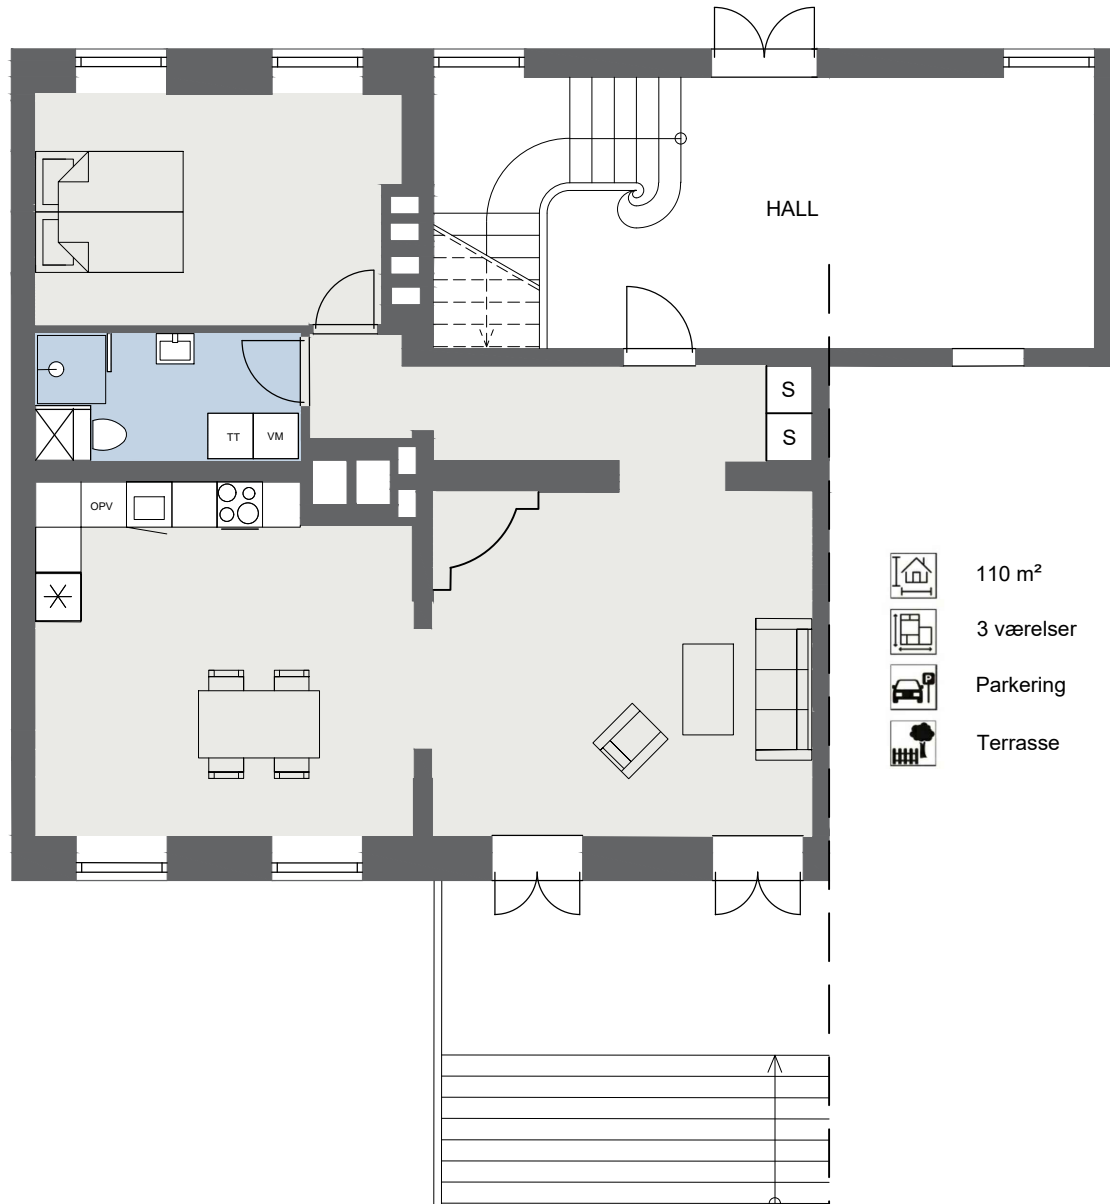 HALL
S
S
TT VM
OPV
110 m²
3 værelser
P
Parkering
Terrasse